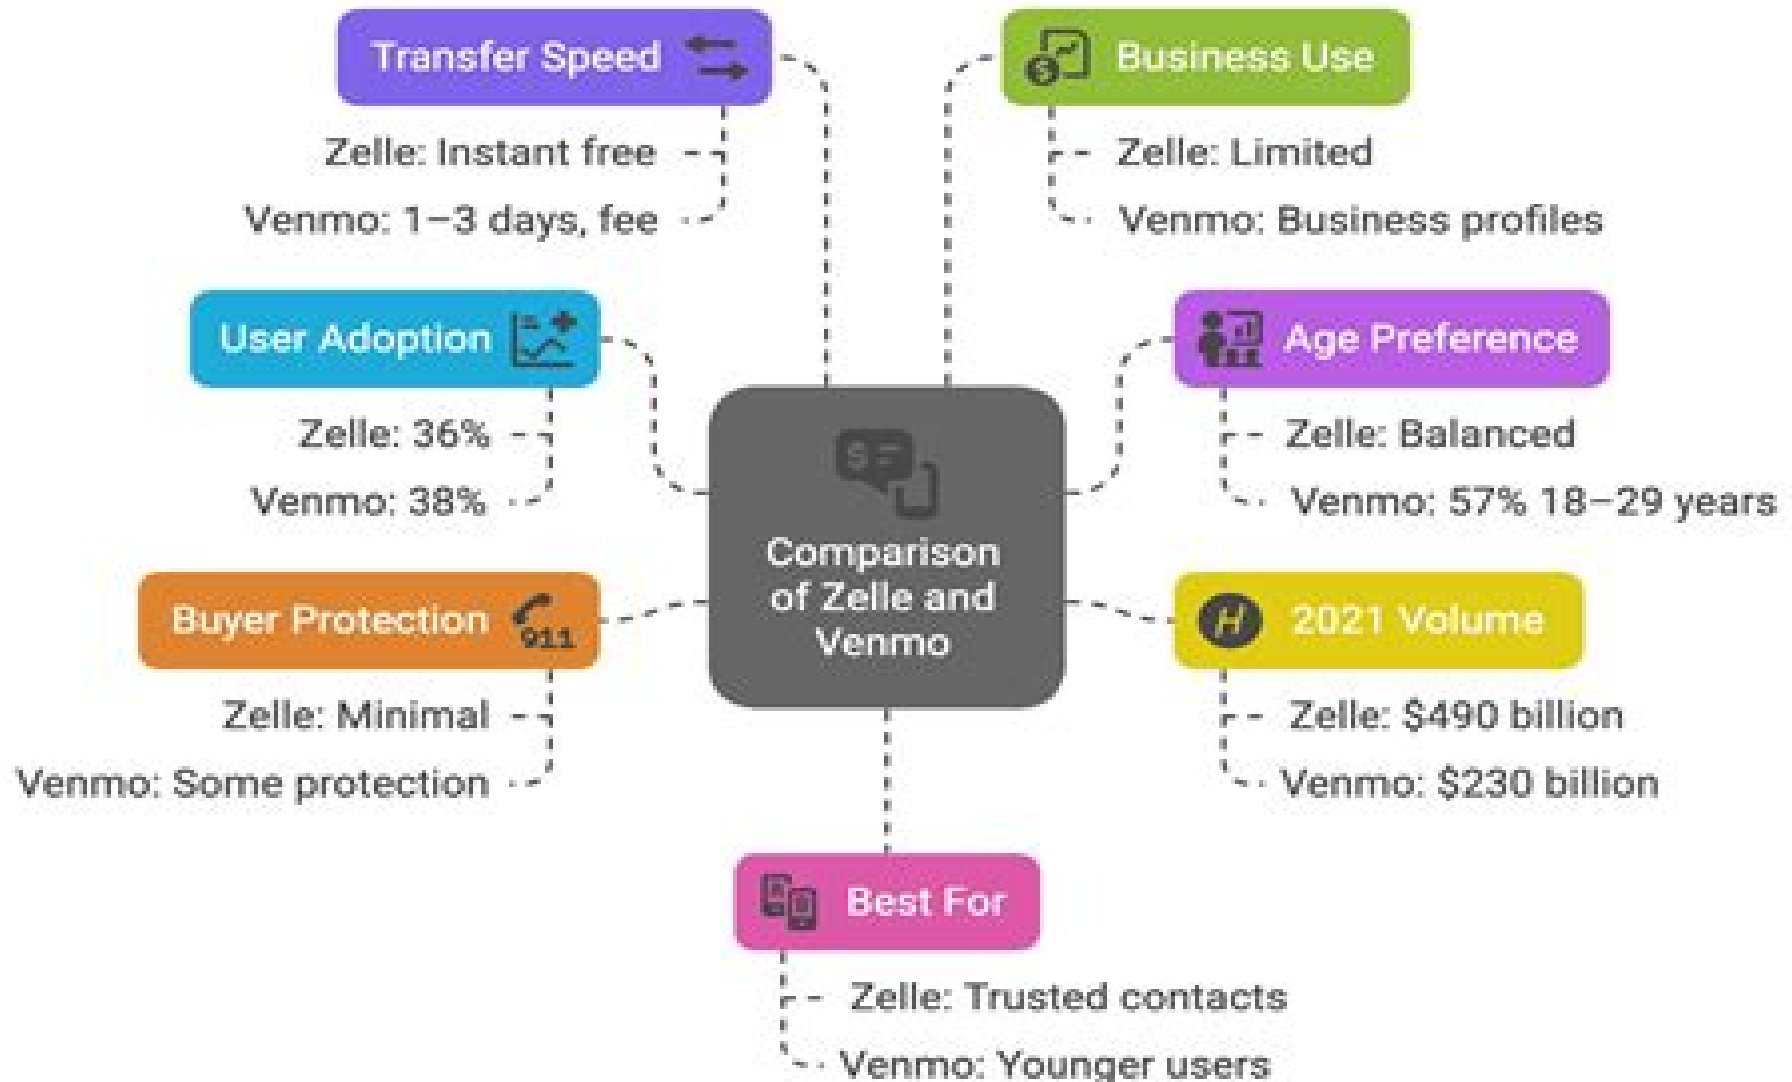 Transfer Speed
Zelle: Instant free
Venmo: 1–3 days, fee
User Adoption
Zelle: 36%
Venmo: 38%
Buyer Protection
911
Zelle: Minimal
Venmo: Some protection
$
Comparison
of Zelle and
Venmo
$
Business Use
Zelle: Limited
Venmo: Business profiles
Age Preference
Zelle: Balanced
Venmo: 57% 18–29 years
H
2021 Volume
Zelle: $490 billion
Venmo: $230 billion
Best For
Zelle: Trusted contacts
Venmo: Younger users